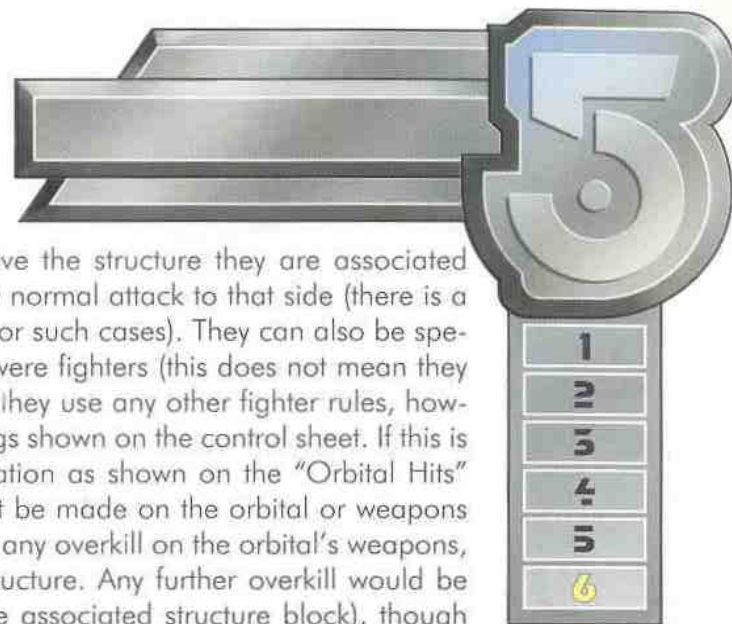 5
ve the structure they are associated
normal attack to that side (there is a
or such cases). They can also be spe-
were fighters (this does not mean they
they use any other fighter rules, how-
gs shown on the control sheet. If this is
ation as shown on the "Orbital Hits"
t be made on the orbital or weapons
any overkill on the orbital's weapons,
ructure. Any further overkill would be
e associated structure block), though
1
2
3
4
5
6